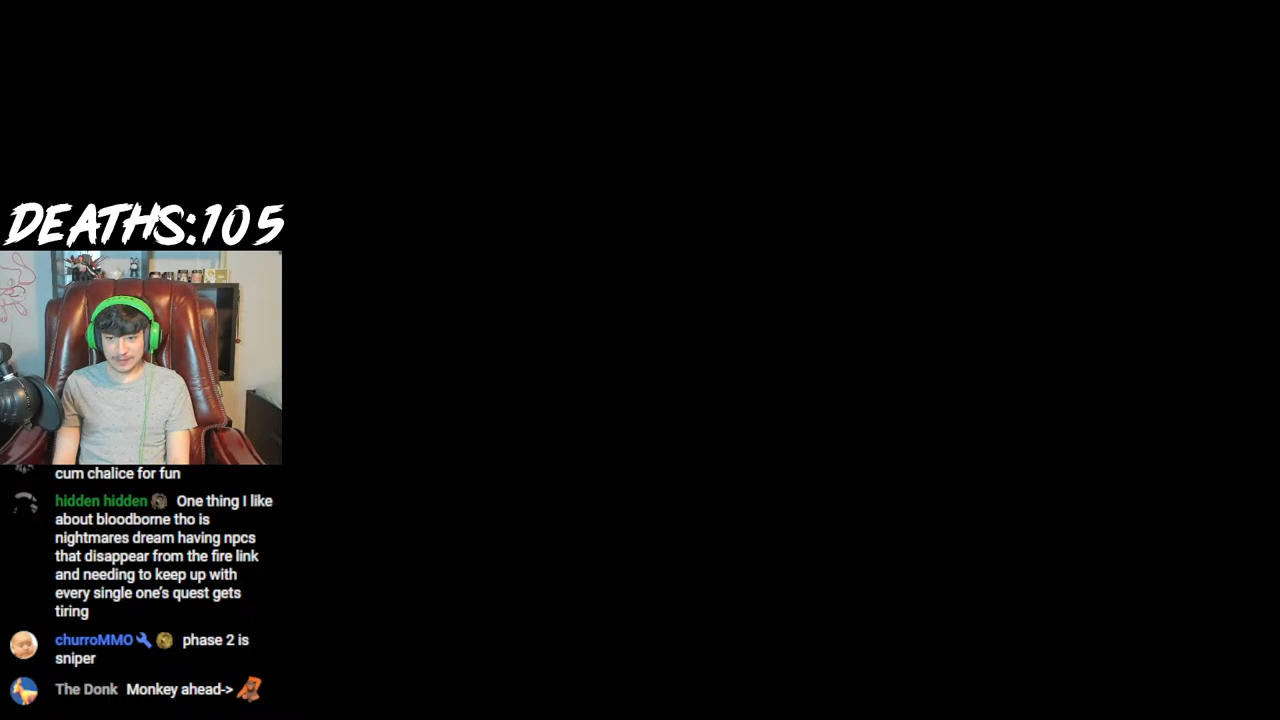 DEATHS:105
cum chalice for fun
hidden hidden One thing I like
about bloodborne tho is
nightmares dream having npcs
that disappear from the fire link
and needing to keep up with
every single one's quest gets
tiring
churroMMO phase 2 is
sniper
The Donk Monkey ahead->